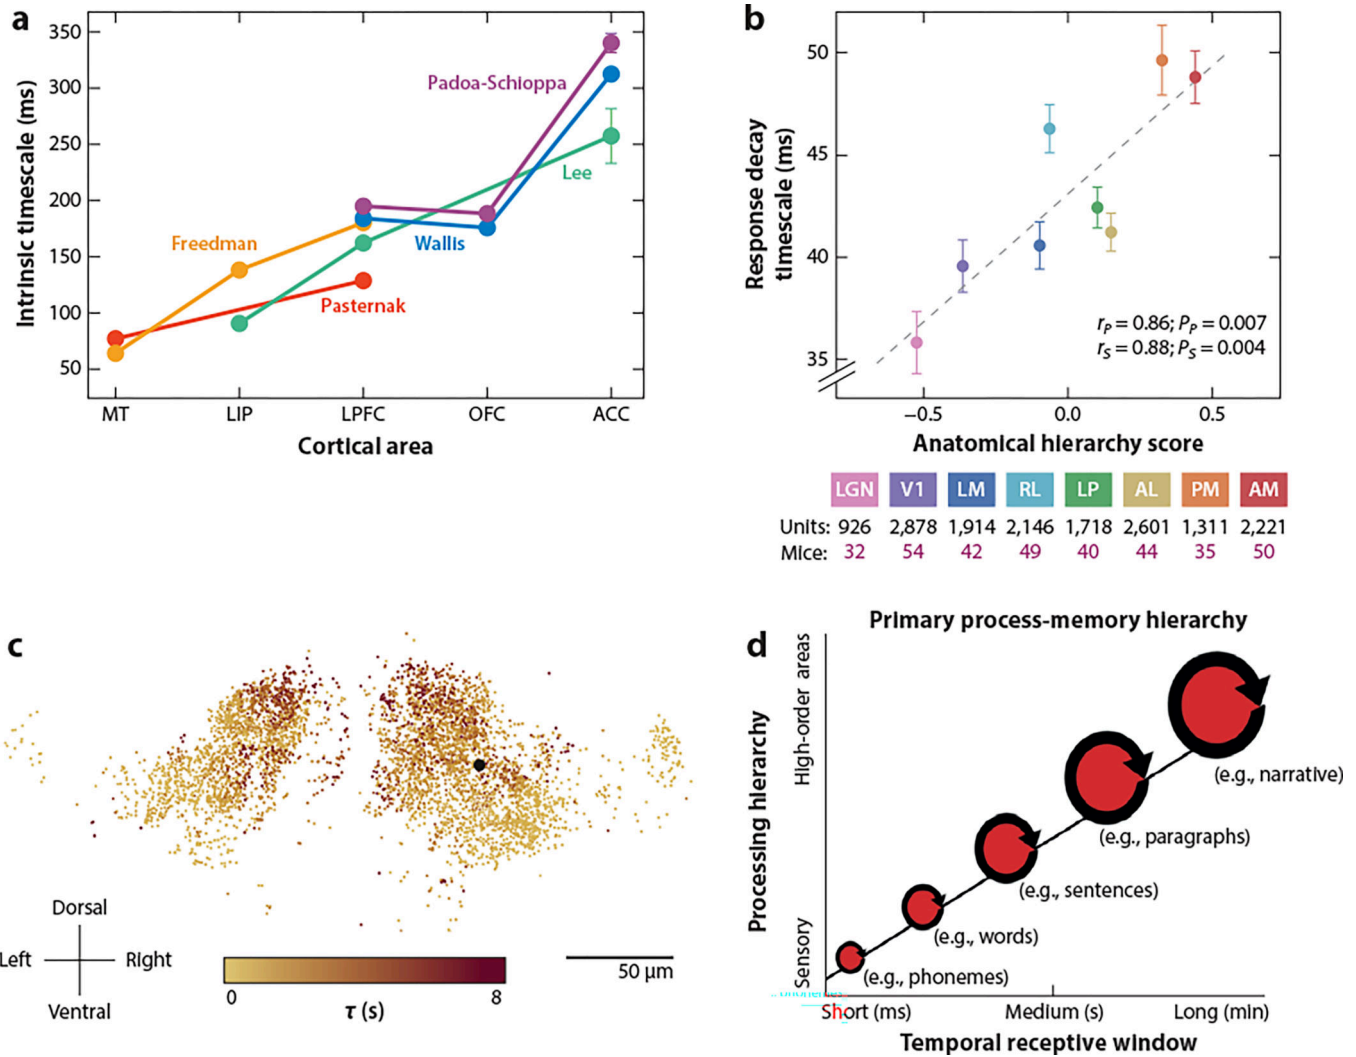 a
350
300
250
200
150
100
50
Intrinsic timescale (ms)
Padoa-Schioppa
Lee
Freedman
Wallis
Pasternak
MT LIP LPFC OFC ACC
Cortical area
b
50
45
40
35
Response decay
timescale (ms)
rP = 0.86; PP = 0.007
rS = 0.88; PS = 0.004
−0.5 0.0 0.5
Anatomical hierarchy score
LGN V1 LM RL LP AL PM AM
Units: 926 2,878 1,914 2,146 1,718 2,601 1,311 2,221
Mice: 32 54 42 49 40 44 35 50
c
Dorsal
Left Right
Ventral
0 8
τ (s)
50 μm
d
Primary process-memory hierarchy
Processing hierarchy
High-order areas
Sensory
(e.g., narrative)
(e.g., paragraphs)
(e.g., sentences)
(e.g., words)
(e.g., phonemes)
Short (ms) Medium (s) Long (min)
Temporal receptive window